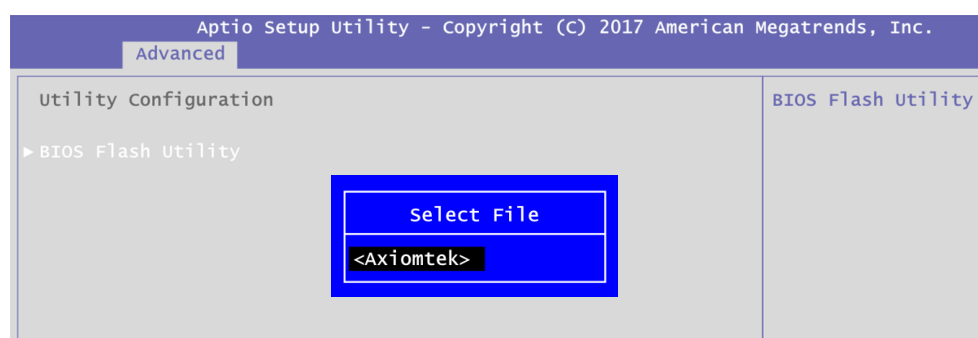 Aptio Setup Utility – Copyright (C) 2017 American Megatrends, Inc.
Advanced
Utility Configuration
BIOS Flash Utility
►BIOS Flash Utility
Select File
<Axiomtek>